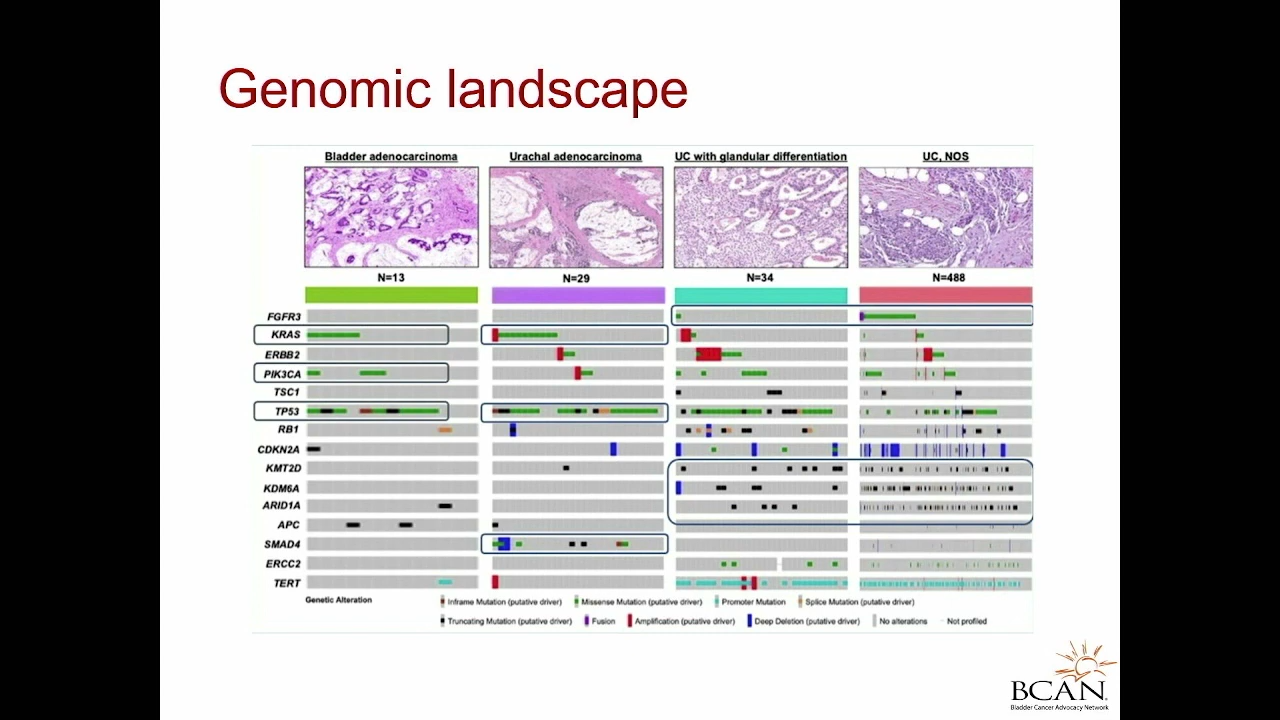 Genomic landscape
Bladder adenocarcinoma
Urachal adenocarcinoma
UC with glandular differentiation
UC, NOS
N=13
N=29
N=34
N=488
FGFR3
KRAS
ERBB2
PIK3CA
TSC1
TP53
RB1
CDKN2A
KMT2D
KDM6A
ARID1A
APC
SMAD4
ERCC2
TERT
Genetic Alteration
Inframe Mutation (putative driver) Missense Mutation (putative driver) Promoter Mutation Splice Mutation (putative driver)
Truncating Mutation (putative driver) Fusion Amplification (putative driver) Deep Deletion (putative driver) No alterations Not profiled
BCAN
Bladder Cancer Advocacy Network